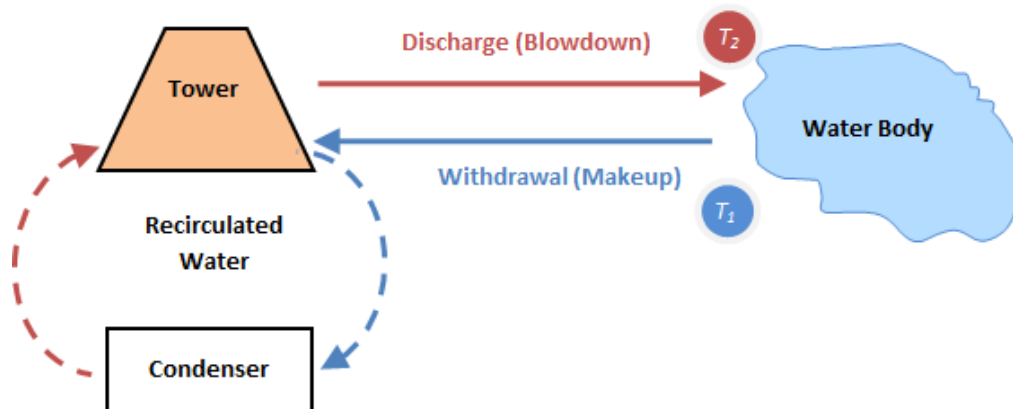 Discharge (Blowdown)
T2
Tower
Water Body
Withdrawal (Makeup)
T1
Recirculated
Water
Condenser